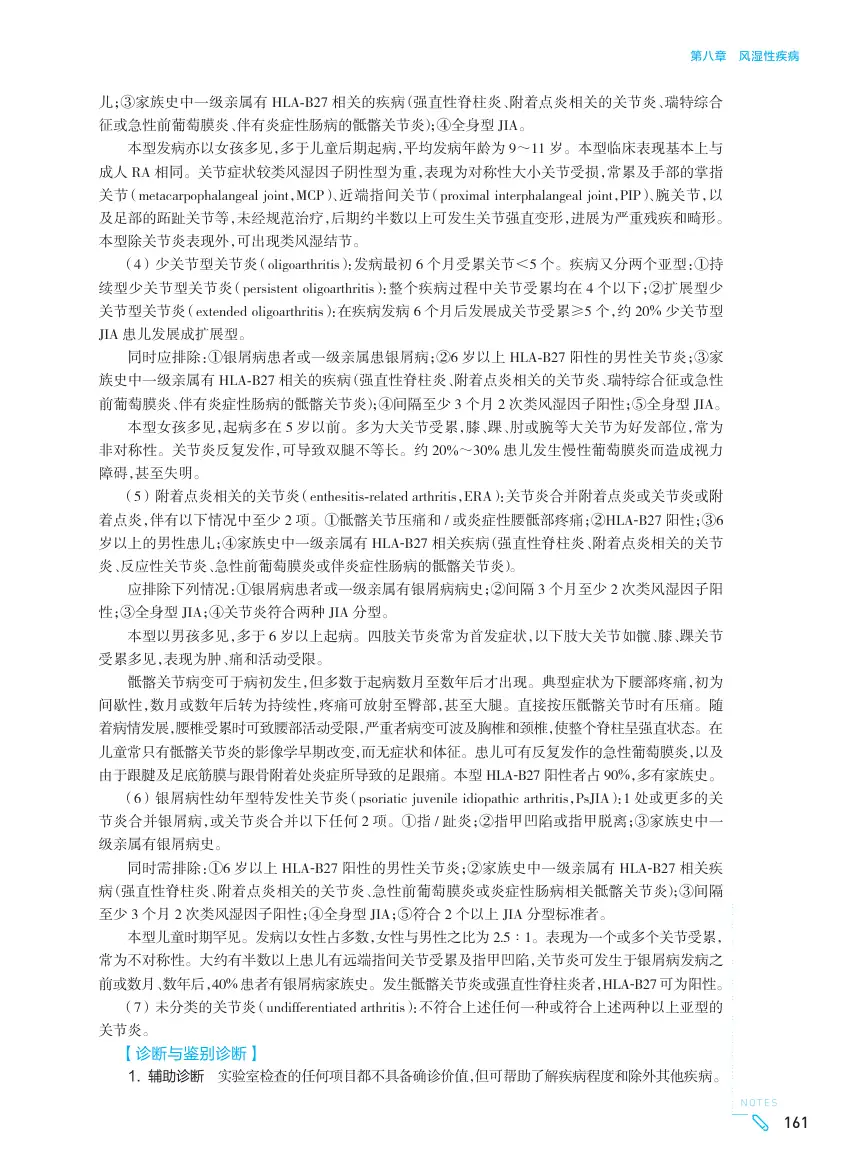 第八章　风湿性疾病
儿;③家族史中一级亲属有 HLA-B27 相关的疾病(强直性脊柱炎、附着点炎相关的关节炎、瑞特综合
征或急性前葡萄膜炎、伴有炎症性肠病的骶髂关节炎);④全身型 JIA。
本型发病亦以女孩多见,多于儿童后期起病,平均发病年龄为 9～11 岁。本型临床表现基本上与
成人 RA 相同。关节症状较类风湿因子阴性型为重,表现为对称性大小关节受损,常累及手部的掌指
关节(metacarpophalangeal joint,MCP)、近端指间关节(proximal interphalangeal joint,PIP)、腕关节,以
及足部的跖趾关节等,未经规范治疗,后期约半数以上可发生关节强直变形,进展为严重残疾和畸形。
本型除关节炎表现外,可出现类风湿结节。
(4)少关节型关节炎(oligoarthritis):发病最初 6 个月受累关节＜5 个。疾病又分两个亚型:①持
续型少关节型关节炎(persistent oligoarthritis):整个疾病过程中关节受累均在 4 个以下;②扩展型少
关节型关节炎(extended oligoarthritis):在疾病发病 6 个月后发展成关节受累≥5 个,约 20% 少关节型
JIA 患儿发展成扩展型。
同时应排除:①银屑病患者或一级亲属患银屑病;②6 岁以上 HLA-B27 阳性的男性关节炎;③家
族史中一级亲属有 HLA-B27 相关的疾病(强直性脊柱炎、附着点炎相关的关节炎、瑞特综合征或急性
前葡萄膜炎、伴有炎症性肠病的骶髂关节炎);④间隔至少 3 个月 2 次类风湿因子阳性;⑤全身型 JIA。
本型女孩多见,起病多在 5 岁以前。多为大关节受累,膝、踝、肘或腕等大关节为好发部位,常为
非对称性。关节炎反复发作,可导致双腿不等长。约 20%～30% 患儿发生慢性葡萄膜炎而造成视力
障碍,甚至失明。
(5)附着点炎相关的关节炎(enthesitis-related arthritis,ERA):关节炎合并附着点炎或关节炎或附
着点炎,伴有以下情况中至少 2 项。①骶髂关节压痛和 / 或炎症性腰骶部疼痛;②HLA-B27 阳性;③6
岁以上的男性患儿;④家族史中一级亲属有 HLA-B27 相关疾病(强直性脊柱炎、附着点炎相关的关节
炎、反应性关节炎、急性前葡萄膜炎或伴炎症性肠病的骶髂关节炎)。
应排除下列情况:①银屑病患者或一级亲属有银屑病病史;②间隔 3 个月至少 2 次类风湿因子阳
性;③全身型 JIA;④关节炎符合两种 JIA 分型。
本型以男孩多见,多于 6 岁以上起病。四肢关节炎常为首发症状,以下肢大关节如髋、膝、踝关节
受累多见,表现为肿、痛和活动受限。
骶髂关节病变可于病初发生,但多数于起病数月至数年后才出现。典型症状为下腰部疼痛,初为
间歇性,数月或数年后转为持续性,疼痛可放射至臀部,甚至大腿。直接按压骶髂关节时有压痛。随
着病情发展,腰椎受累时可致腰部活动受限,严重者病变可波及胸椎和颈椎,使整个脊柱呈强直状态。在
儿童常只有骶髂关节炎的影像学早期改变,而无症状和体征。患儿可有反复发作的急性葡萄膜炎,以及
由于跟腱及足底筋膜与跟骨附着处炎症所导致的足跟痛。本型 HLA-B27 阳性者占 90%,多有家族史。
(6)银屑病性幼年型特发性关节炎(psoriatic juvenile idiopathic arthritis,PsJIA):1 处或更多的关
节炎合并银屑病,或关节炎合并以下任何 2 项。①指 / 趾炎;②指甲凹陷或指甲脱离;③家族史中一
级亲属有银屑病史。
同时需排除:①6 岁以上 HLA-B27 阳性的男性关节炎;②家族史中一级亲属有 HLA-B27 相关疾
病(强直性脊柱炎、附着点炎相关的关节炎、急性前葡萄膜炎或炎症性肠病相关骶髂关节炎);③间隔
至少 3 个月 2 次类风湿因子阳性;④全身型 JIA;⑤符合 2 个以上 JIA 分型标准者。
本型儿童时期罕见。发病以女性占多数,女性与男性之比为 2.5∶1。表现为一个或多个关节受累,
常为不对称性。大约有半数以上患儿有远端指间关节受累及指甲凹陷,关节炎可发生于银屑病发病之
前或数月、数年后,40% 患者有银屑病家族史。发生骶髂关节炎或强直性脊柱炎者,HLA-B27 可为阳性。
(7)未分类的关节炎(undifferentiated arthritis):不符合上述任何一种或符合上述两种以上亚型的
关节炎。
【诊断与鉴别诊断】
1. 辅助诊断　实验室检查的任何项目都不具备确诊价值,但可帮助了解疾病程度和除外其他疾病。
NOTES
161